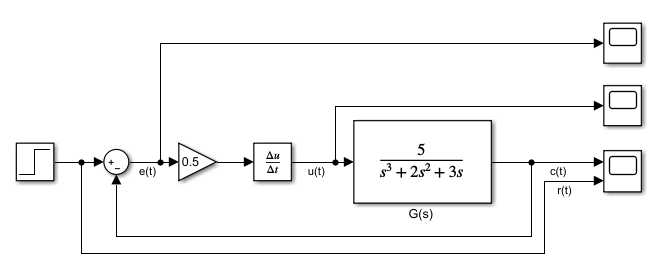 +
−
e(t)
0.5
Δu
Δt
u(t)
5
s³ + 2s² + 3s
G(s)
c(t)
r(t)